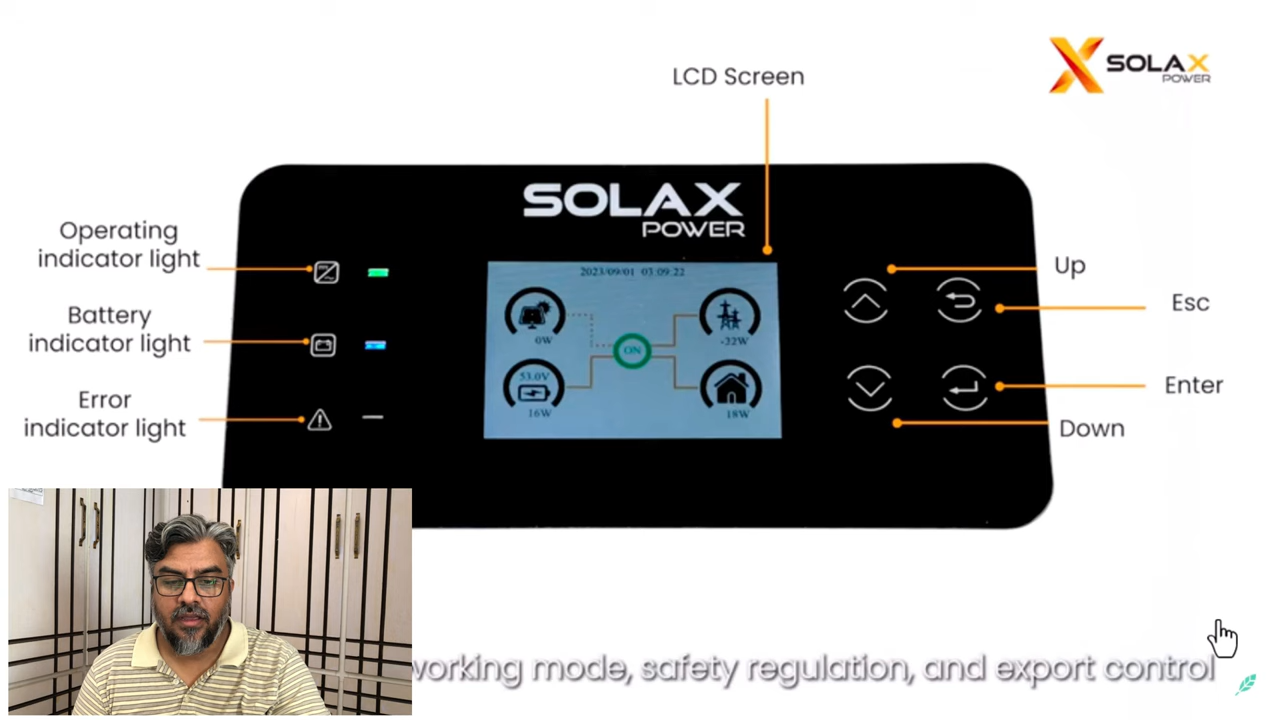 LCD Screen
SOLAX
POWER
SOLAX
POWER
Operating
indicator light
Battery
indicator light
Error
indicator light
2023/09/01 03:09:22
0W
-32W
ON
53.0V
16W
18W
Up
Esc
Enter
Down
working mode, safety regulation, and export control